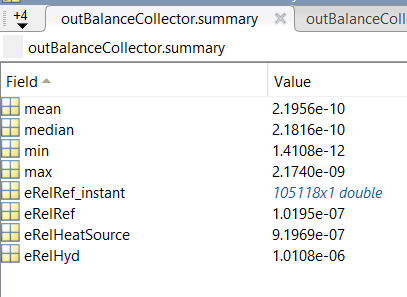 +4 outBalanceCollector.summary outBalanceColle
outBalanceCollector.summary
Field Value
mean 2.1956e-10
median 2.1816e-10
min 1.4108e-12
max 2.1740e-09
eRelRef_instant 105118x1 double
eRelRef 1.0195e-07
eRelHeatSource 9.1969e-07
eRelHyd 1.0108e-06